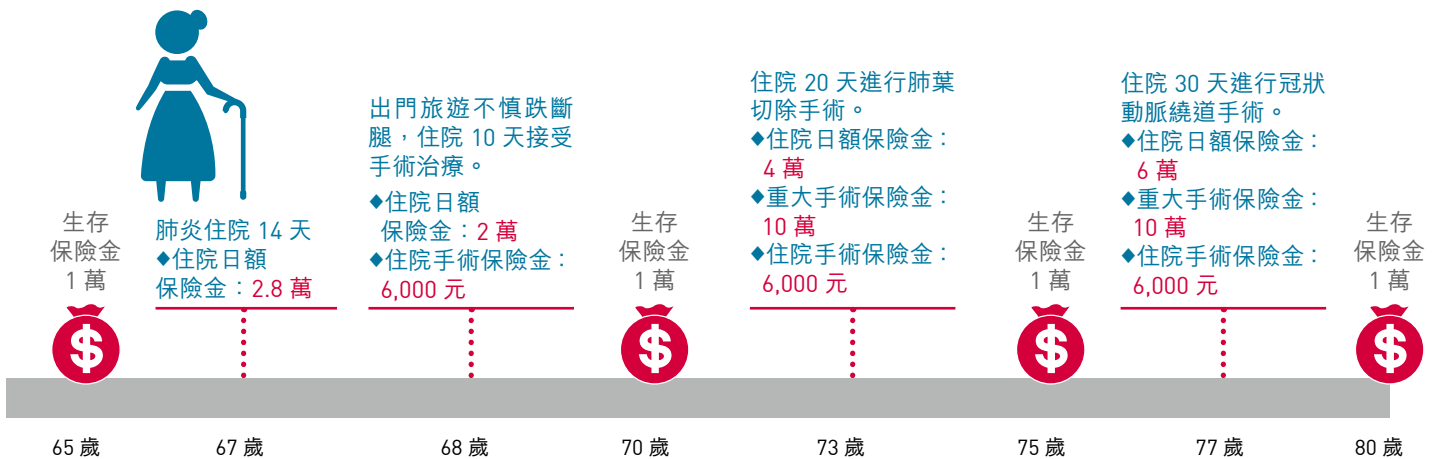 生存
保險金
1 萬
$
肺炎住院 14 天
◆住院日額
保險金：2.8 萬
出門旅遊不慎跌斷
腿，住院 10 天接受
手術治療。
◆住院日額
保險金：2 萬
◆住院手術保險金：
6,000 元
生存
保險金
1 萬
$
住院 20 天進行肺葉
切除手術。
◆住院日額保險金：
4 萬
◆重大手術保險金：
10 萬
◆住院手術保險金：
6,000 元
生存
保險金
1 萬
$
住院 30 天進行冠狀
動脈繞道手術。
◆住院日額保險金：
6 萬
◆重大手術保險金：
10 萬
◆住院手術保險金：
6,000 元
生存
保險金
1 萬
$
65 歲
67 歲
68 歲
70 歲
73 歲
75 歲
77 歲
80 歲